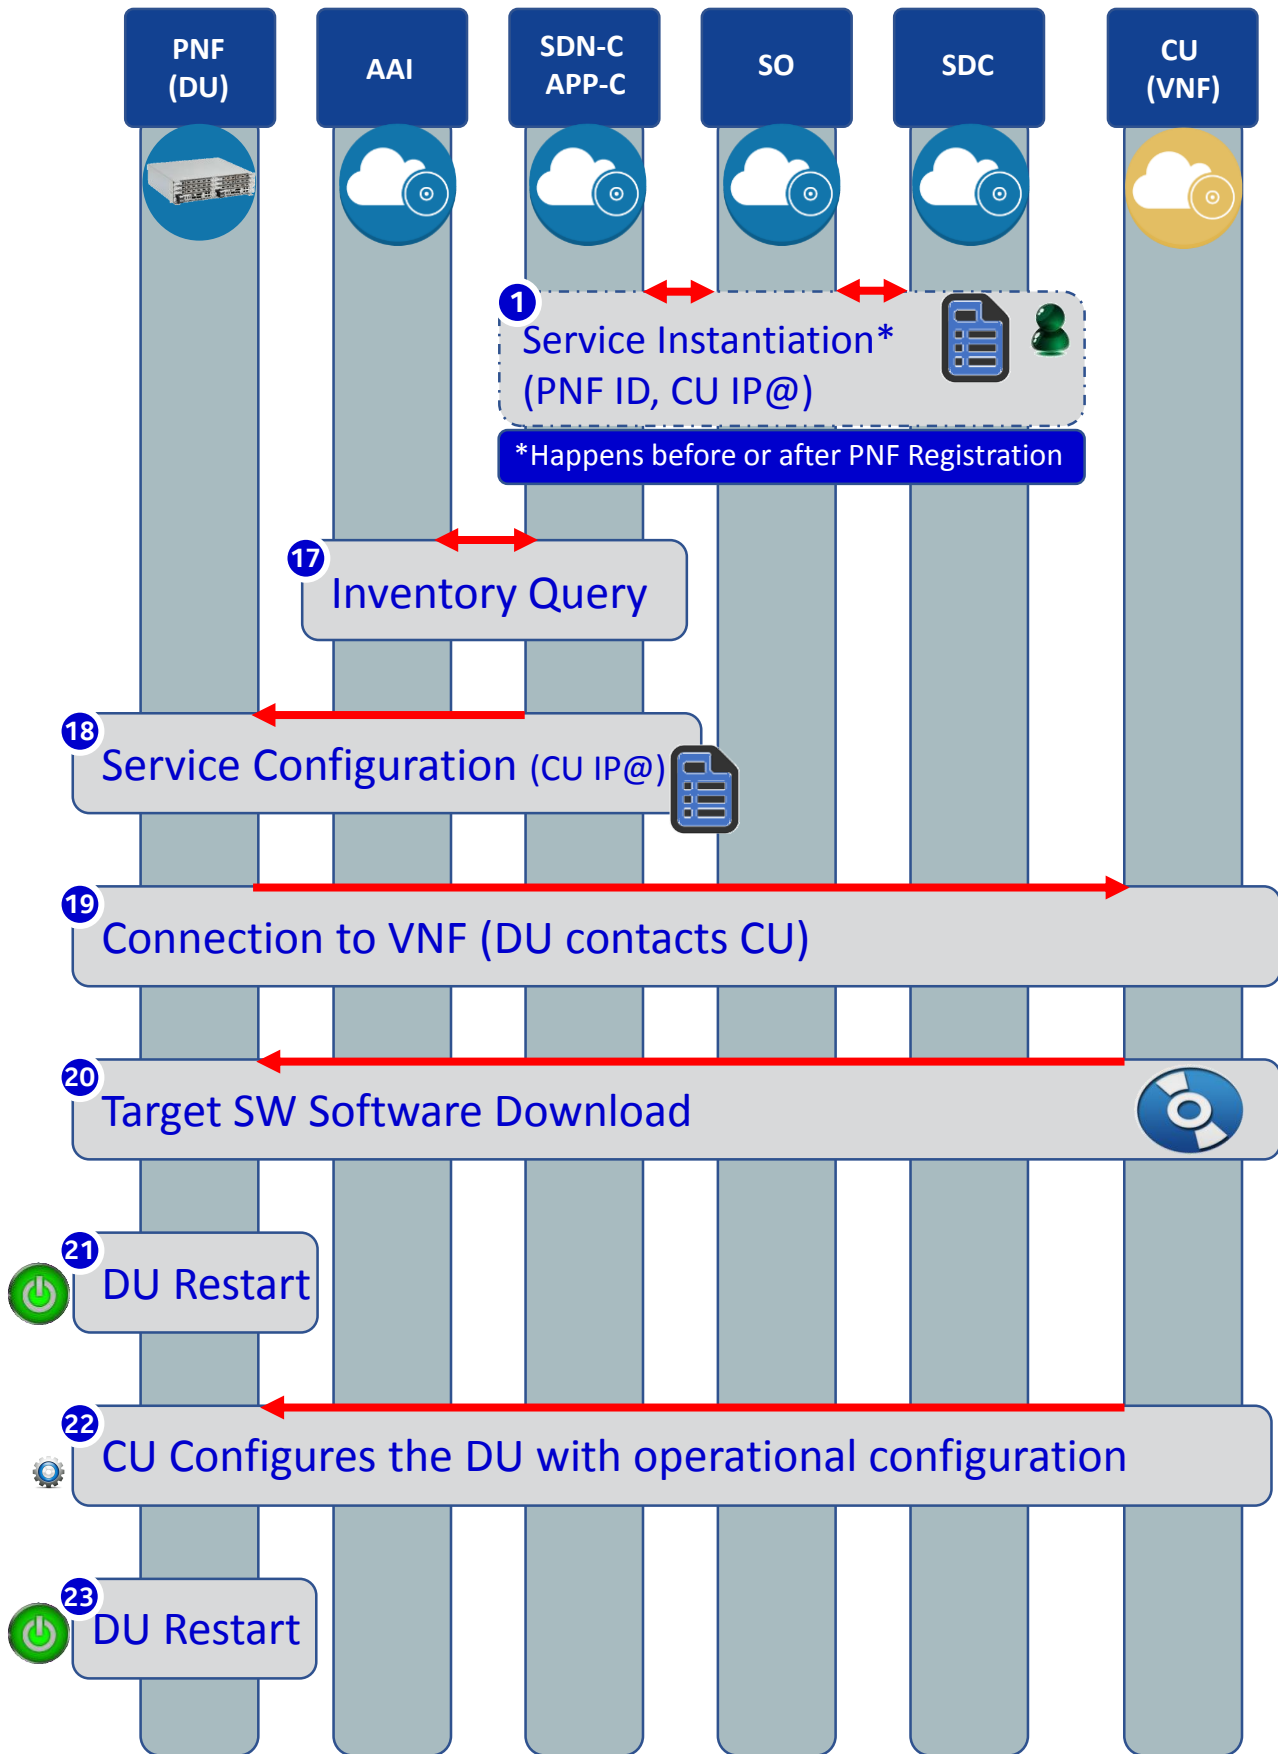 PNF
(DU)
AAI
SDN-C
APP-C
SO
SDC
CU
(VNF)
1
Service Instantiation*
(PNF ID, CU IP@)
*Happens before or after PNF Registration
17
Inventory Query
18
Service Configuration (CU IP@)
19
Connection to VNF (DU contacts CU)
20
Target SW Software Download
21
DU Restart
22
CU Configures the DU with operational configuration
23
DU Restart